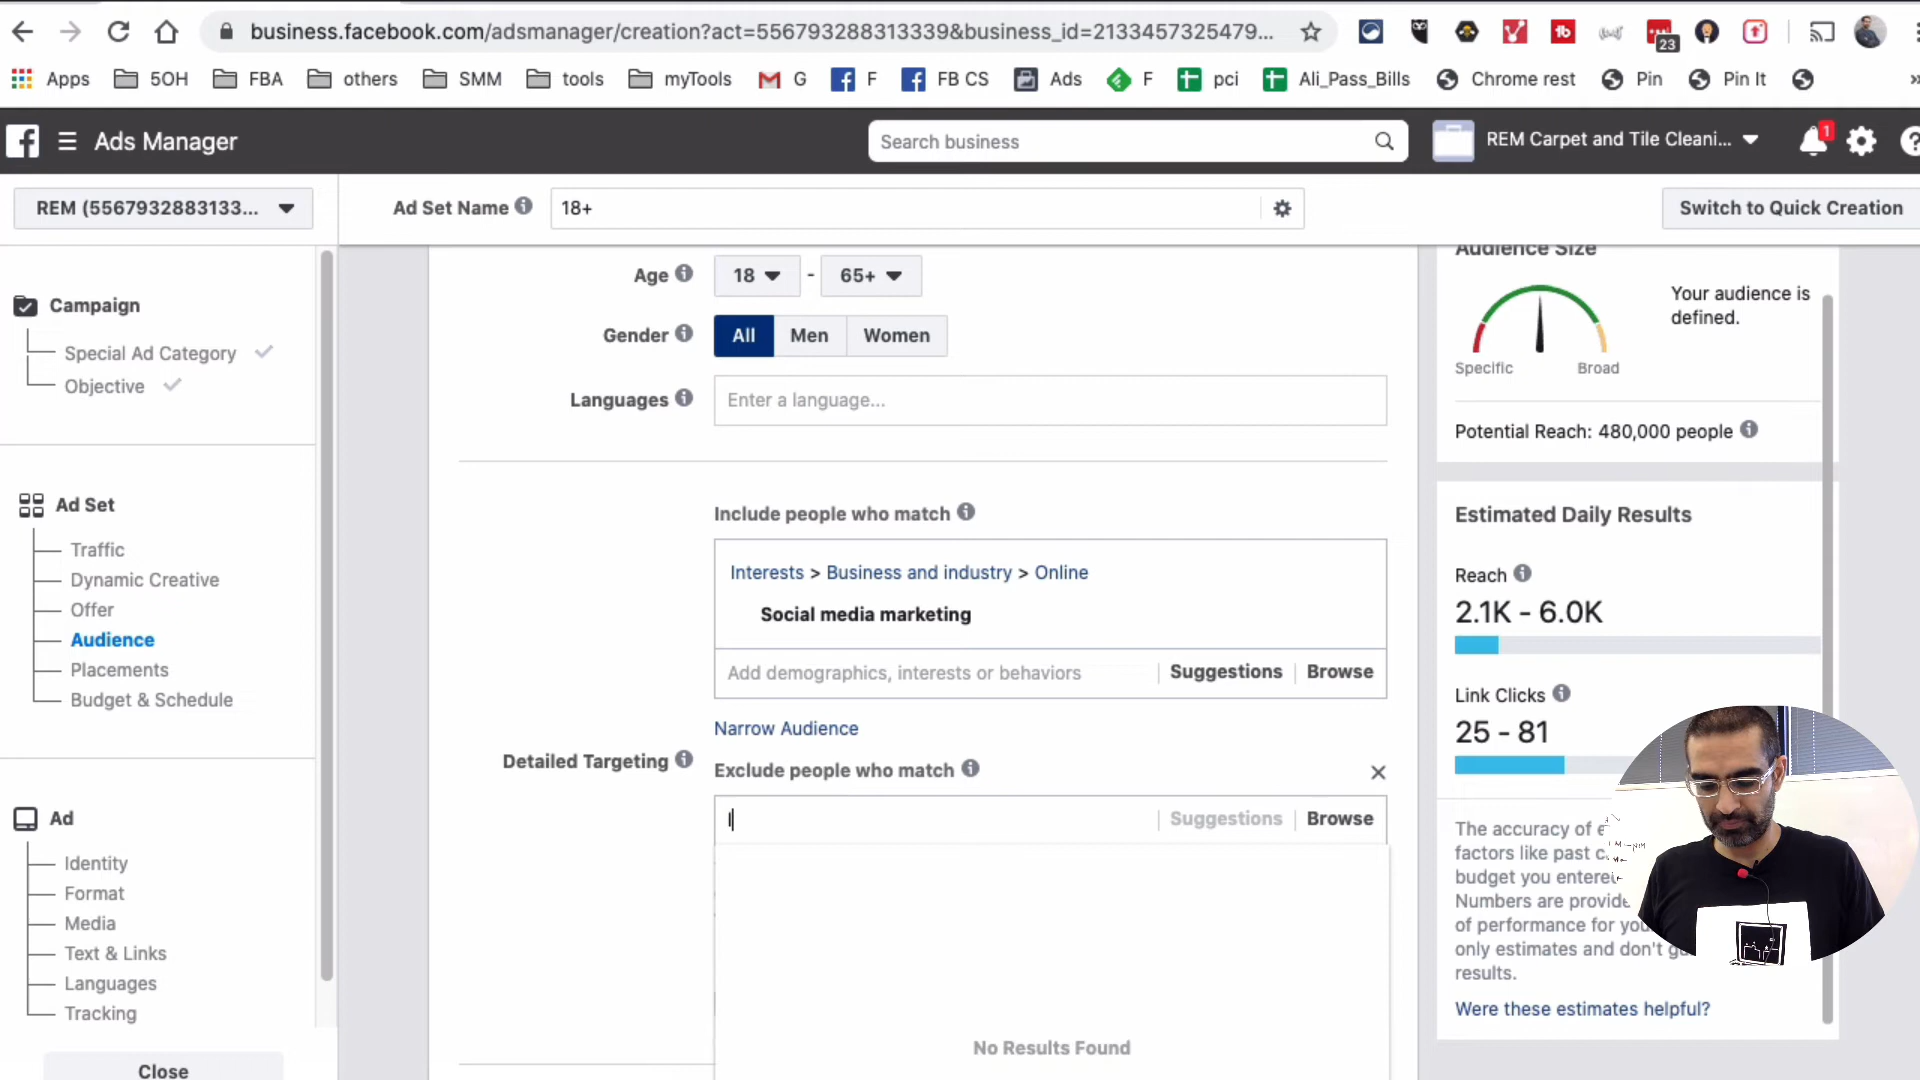 business.facebook.com/adsmanager/creation?act=556793288313339&business_id=2133457325479...
23
Apps 5OH FBA others SMM tools myTools G F FB CS Ads F pci Ali_Pass_Bills Chrome rest Pin Pin It »
Ads Manager
Search business
REM Carpet and Tile Cleani...
1
REM (5567932883133...
Ad Set Name
18+
Switch to Quick Creation
Campaign
Special Ad Category
Objective
Ad Set
Traffic
Dynamic Creative
Offer
Audience
Placements
Budget & Schedule
Ad
Identity
Format
Media
Text & Links
Languages
Tracking
Close
Age 18 - 65+
Gender All Men Women
Languages Enter a language...
Include people who match
Interests > Business and industry > Online
Social media marketing
Add demographics, interests or behaviors Suggestions Browse
Narrow Audience
Detailed Targeting
Exclude people who match
Suggestions Browse
No Results Found
Audience Size
Your audience is
defined.
Specific Broad
Potential Reach: 480,000 people
Estimated Daily Results
Reach
2.1K - 6.0K
Link Clicks
25 - 81
The accuracy of
factors like past
budget you entere
Numbers are provide
of performance for you
only estimates and don't
results.
Were these estimates helpful?